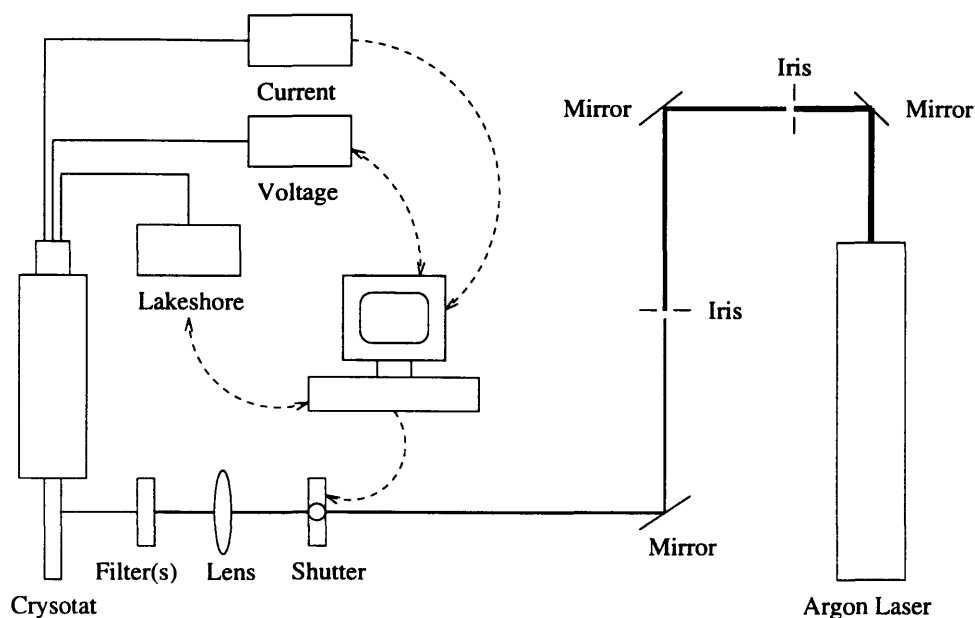 Current
Iris
Mirror
Mirror
Voltage
Lakeshore
Iris
Mirror
Filter(s)
Lens
Shutter
Crysotat
Argon Laser